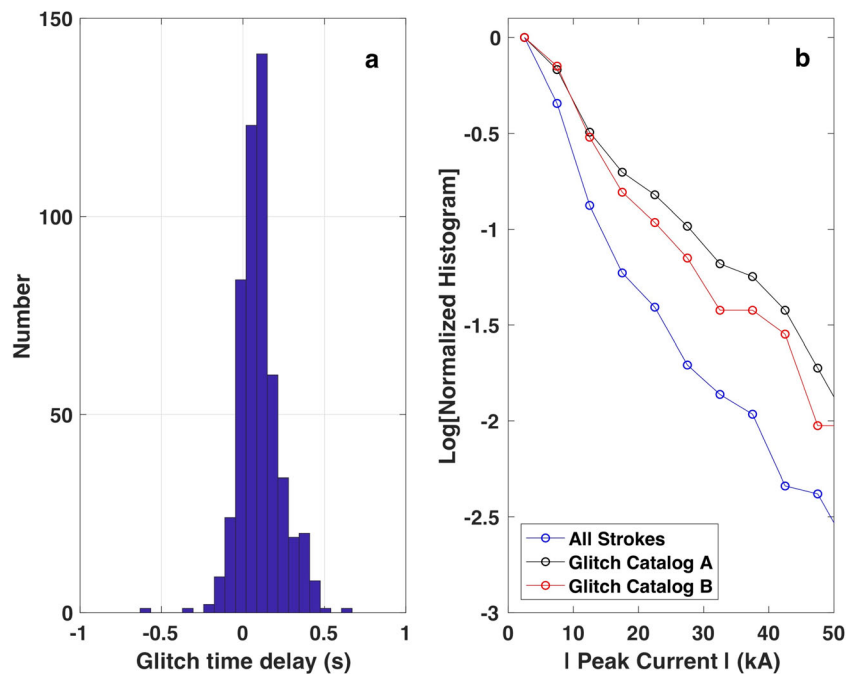 a
150
100
50
0
Number
-1
-0.5
0
0.5
1
Glitch time delay (s)
b
0
-0.5
-1
-1.5
-2
-2.5
-3
Log[Normalized Histogram]
All Strokes
Glitch Catalog A
Glitch Catalog B
0
10
20
30
40
50
| Peak Current | (kA)